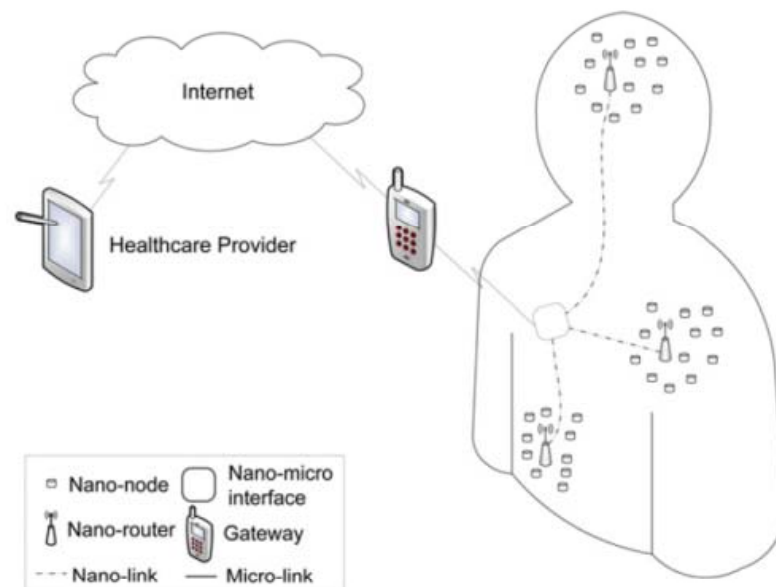 Internet
Healthcare Provider
Nano-node
Nano-micro
interface
Nano-router
Gateway
Nano-link
Micro-link